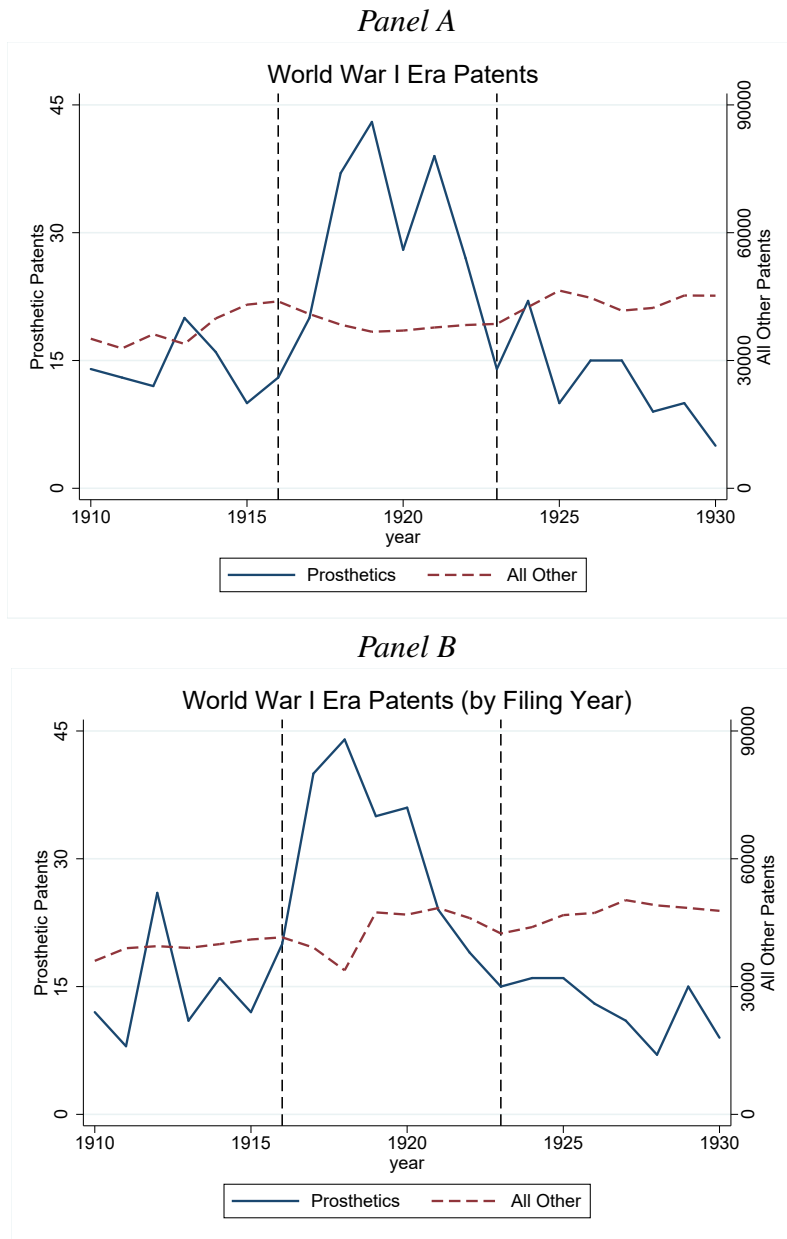 Panel A
World War I Era Patents
Prosthetic Patents
45
30
15
0
All Other Patents
90000
60000
30000
0
1910 1915 1920 1925 1930
year
Prosthetics All Other
Panel B
World War I Era Patents (by Filing Year)
Prosthetic Patents
45
30
15
0
All Other Patents
90000
60000
30000
0
1910 1915 1920 1925 1930
year
Prosthetics All Other